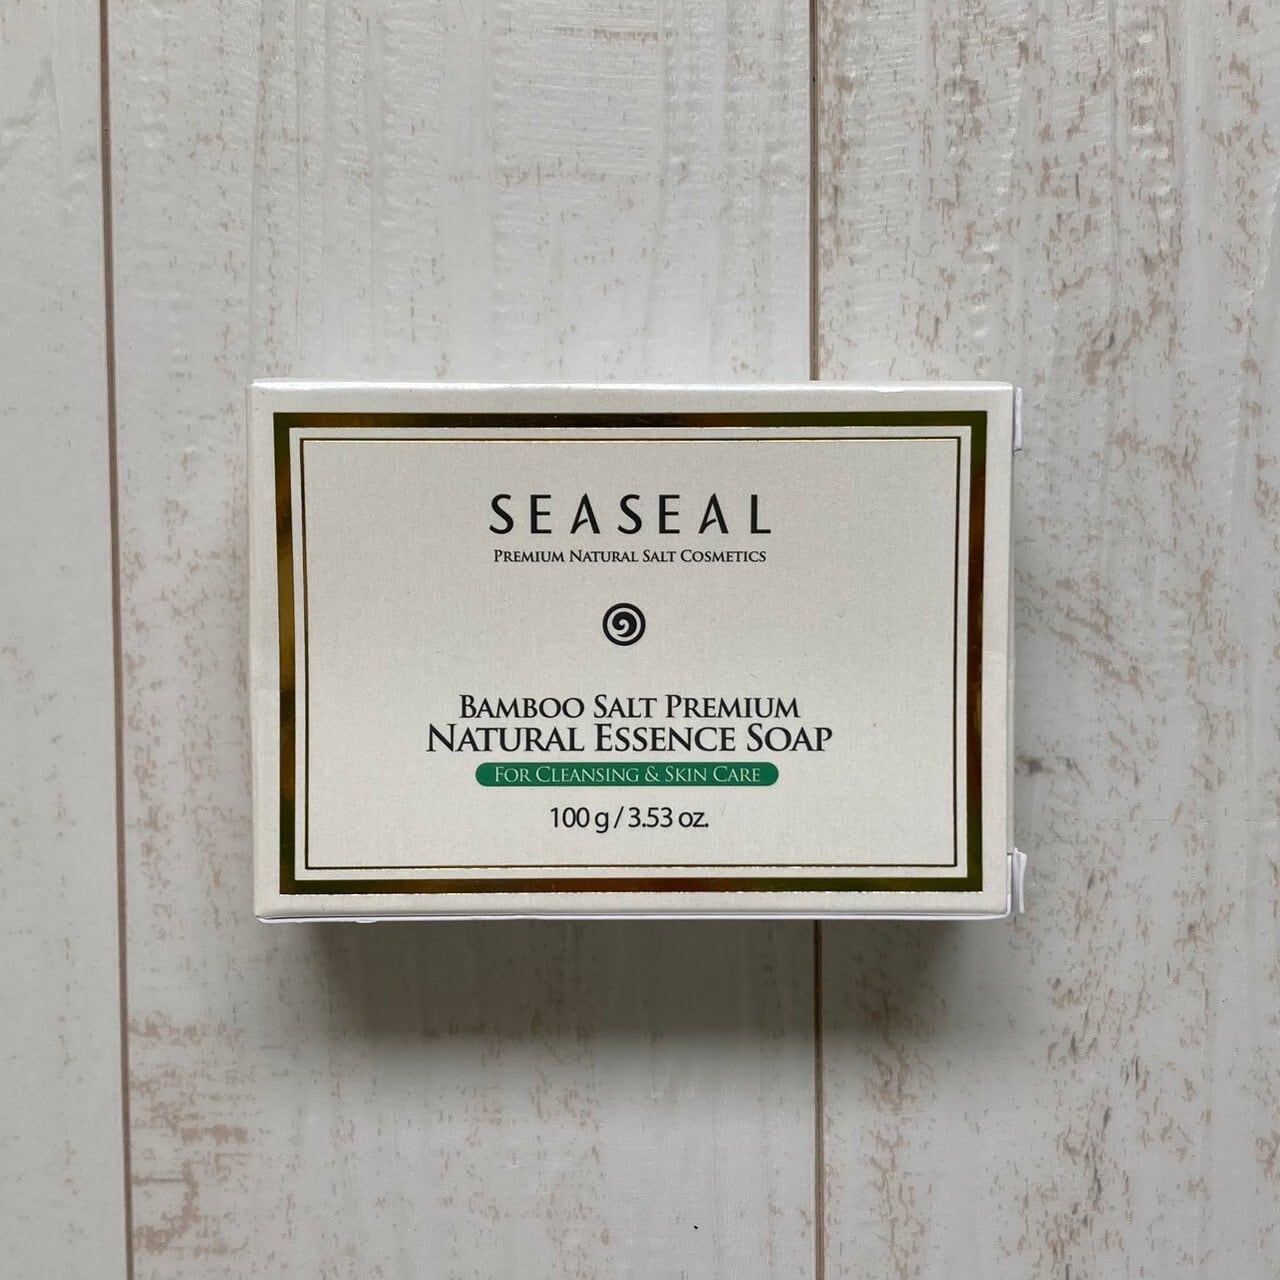 SEASEAL
PREMIUM NATURAL SALT COSMETICS
BAMBOO SALT PREMIUM
NATURAL ESSENCE SOAP
FOR CLEANSING & SKIN CARE
100 g / 3.53 oz.